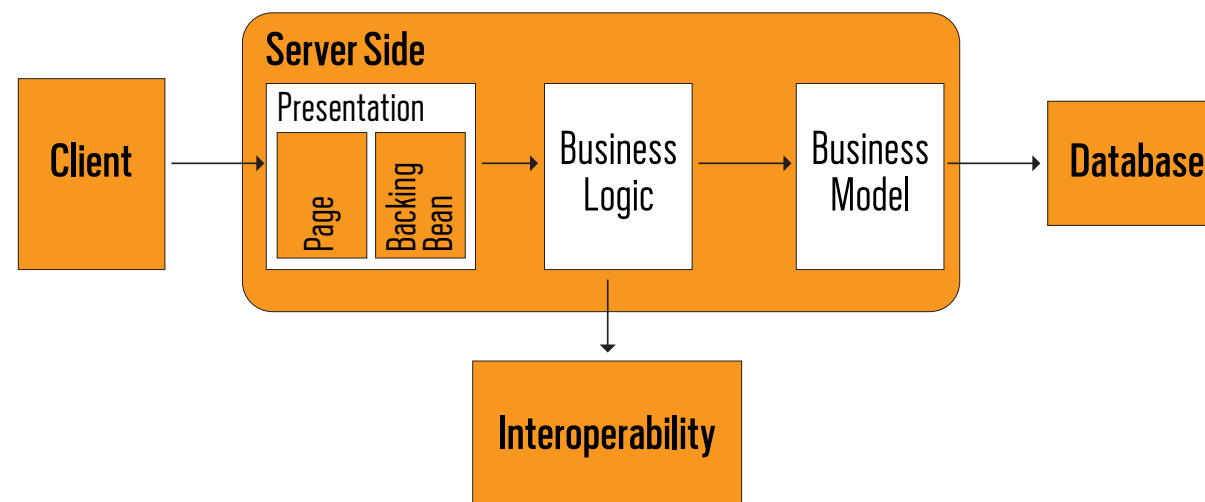 Server Side
Client
Presentation
Page
Backing
Bean
Business
Logic
Business
Model
Database
Interoperability